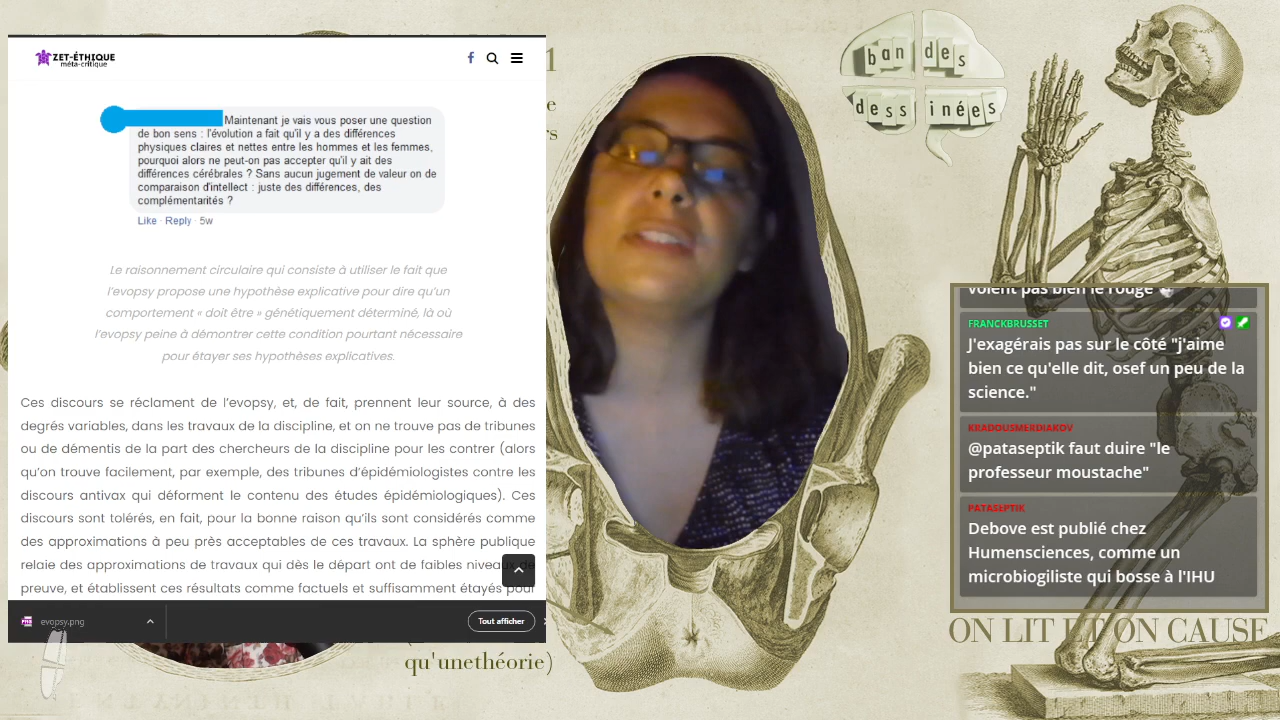 ZET-ÉTHIQUE
méta-critique
Maintenant je vais vous poser une question
de bon sens : l'évolution a fait qu'il y a des différences
physiques claires et nettes entre les hommes et les femmes,
pourquoi alors ne peut-on pas accepter qu'il y ait des
différences cérébrales ? Sans aucun jugement de valeur on de
comparaison d'intellect : juste des différences, des
complémentarités ?
Like · Reply · 5w
Le raisonnement circulaire qui consiste à utiliser le fait que
l'evopsy propose une hypothèse explicative pour dire qu'un
comportement « doit être » génétiquement déterminé, là où
l'evopsy peine à démontrer cette condition pourtant nécessaire
pour étayer ses hypothèses explicatives.
Ces discours se réclament de l'evopsy, et, de fait, prennent leur source, à des
degrés variables, dans les travaux de la discipline, et on ne trouve pas de tribunes
ou de démentis de la part des chercheurs de la discipline pour les contrer (alors
qu'on trouve facilement, par exemple, des tribunes d'épidémiologistes contre les
discours antivax qui déforment le contenu des études épidémiologiques). Ces
discours sont tolérés, en fait, pour la bonne raison qu'ils sont considérés comme
des approximations à peu près acceptables de ces travaux. La sphère publique
relaie des approximations de travaux qui dès le départ ont de faibles niveaux de
preuve, et établissent ces résultats comme factuels et suffisamment étayés pour
evopsy.png
Tout afficher
qu'unethéorie)
ban des
dess inées
voient pas bien le rouge
FRANCKBRUSSET
J'exagérais pas sur le côté "j'aime
bien ce qu'elle dit, osef un peu de la
science."
KRADOUSMERDIAKOV
@pataseptik faut duire "le
professeur moustache"
PATASEPTIK
Debove est publié chez
Humensciences, comme un
microbiogiliste qui bosse à l'IHU
ON LIT ET ON CAUSE